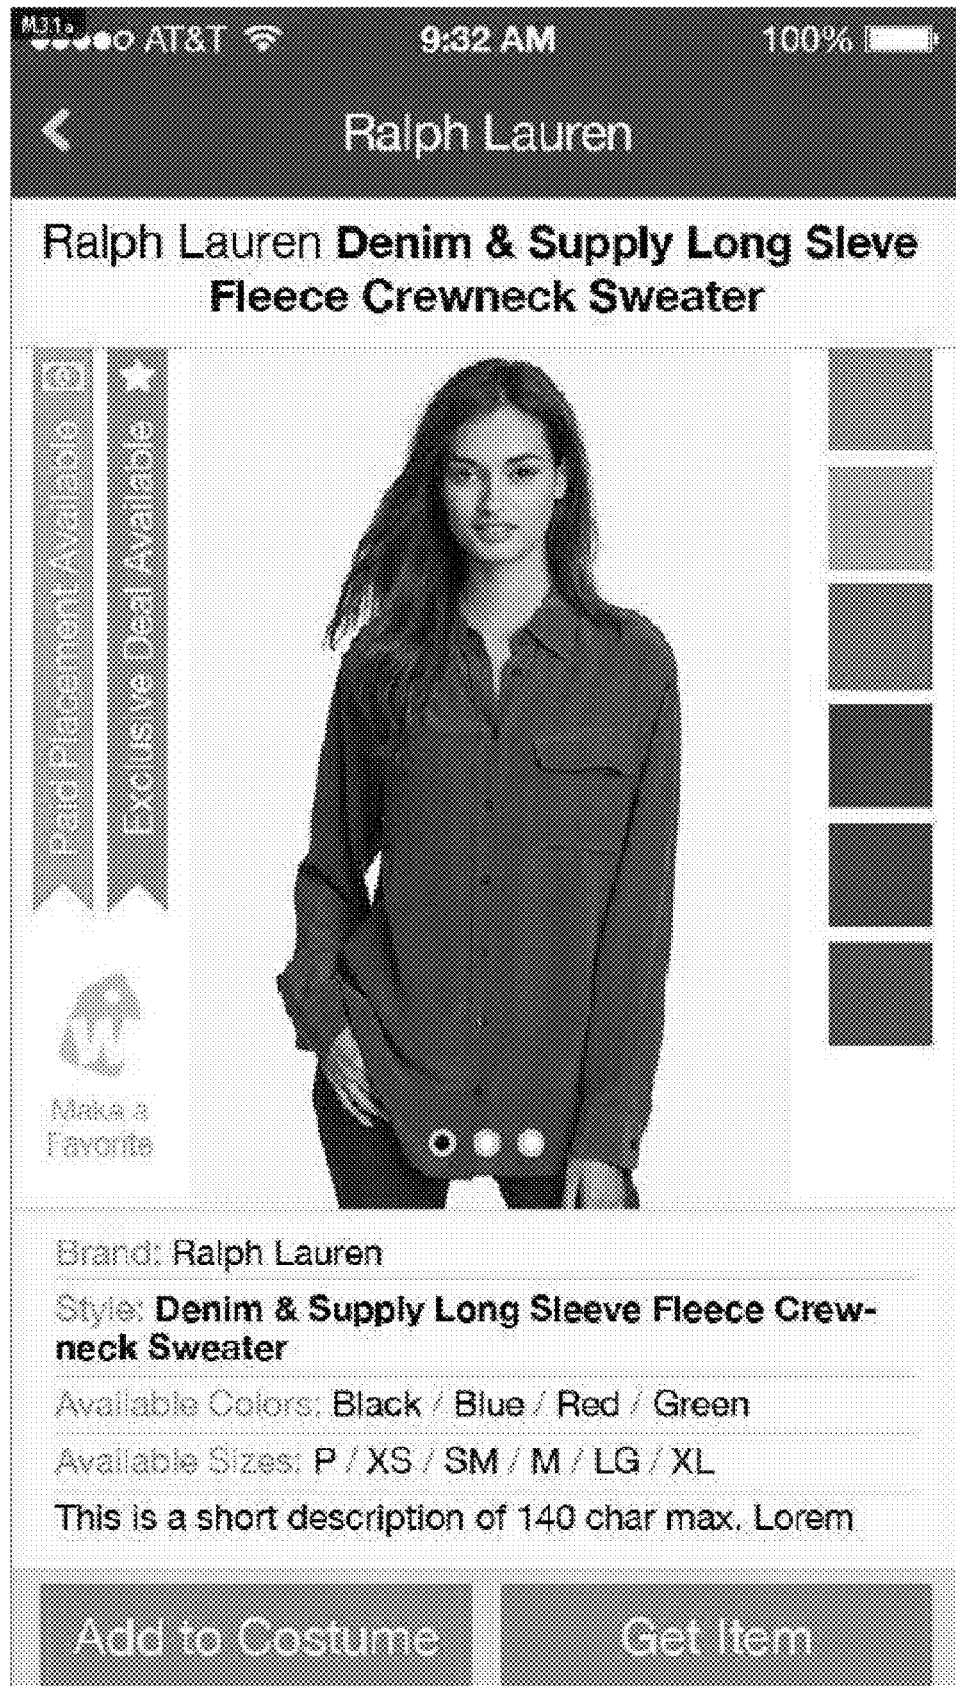 M31a
AT&T 9:32 AM 100%
Ralph Lauren
Ralph Lauren Denim & Supply Long Sleve
Fleece Crewneck Sweater
Paid Placement Available
Exclusive Deal Available
W
Make a
Favorite
Brand: Ralph Lauren
Style: Denim & Supply Long Sleeve Fleece Crew-
neck Sweater
Available Colors: Black / Blue / Red / Green
Available Sizes: P / XS / SM / M / LG / XL
This is a short description of 140 char max. Lorem
Add to Costume
Get Item